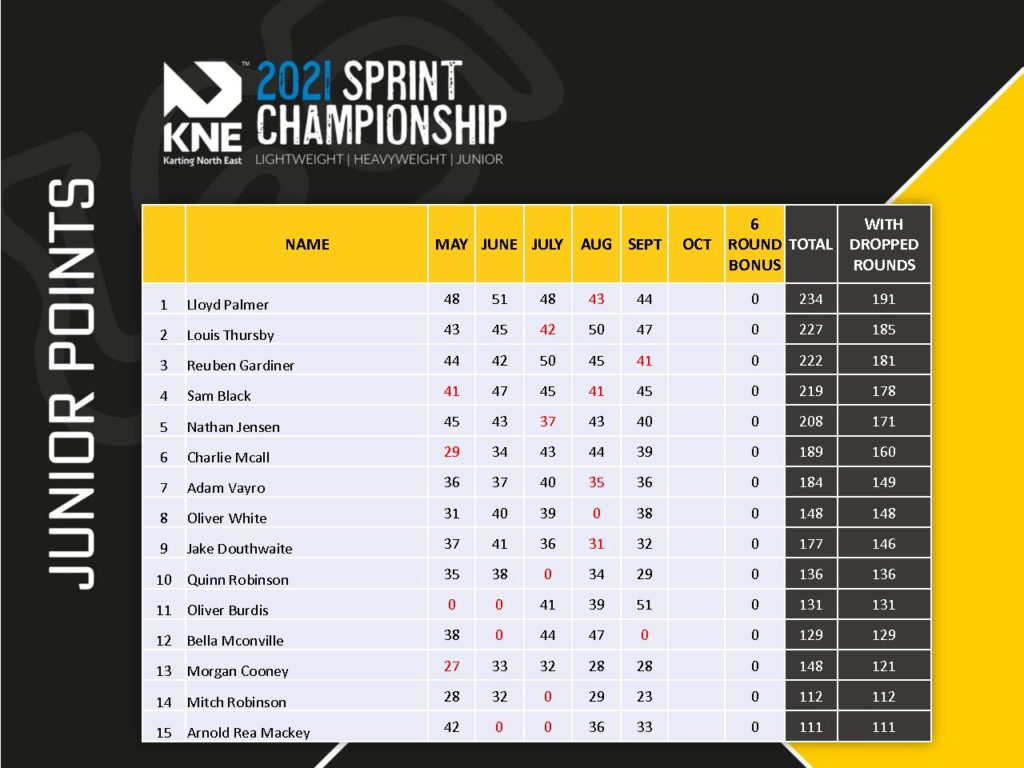 KNE
™
Karting North East
2021 SPRINT
CHAMPIONSHIP
LIGHTWEIGHT | HEAVYWEIGHT | JUNIOR
JUNIOR POINTS
NAME MAY JUNE JULY AUG SEPT OCT 6 ROUND BONUS TOTAL WITH DROPPED ROUNDS
1 Lloyd Palmer 48 51 48 43 44 0 234 191
2 Louis Thursby 43 45 42 50 47 0 227 185
3 Reuben Gardiner 44 42 50 45 41 0 222 181
4 Sam Black 41 47 45 41 45 0 219 178
5 Nathan Jensen 45 43 37 43 40 0 208 171
6 Charlie Mcall 29 34 43 44 39 0 189 160
7 Adam Vayro 36 37 40 35 36 0 184 149
8 Oliver White 31 40 39 0 38 0 148 148
9 Jake Douthwaite 37 41 36 31 32 0 177 146
10 Quinn Robinson 35 38 0 34 29 0 136 136
11 Oliver Burdis 0 0 41 39 51 0 131 131
12 Bella Mconville 38 0 44 47 0 0 129 129
13 Morgan Cooney 27 33 32 28 28 0 148 121
14 Mitch Robinson 28 32 0 29 23 0 112 112
15 Arnold Rea Mackey 42 0 0 36 33 0 111 111